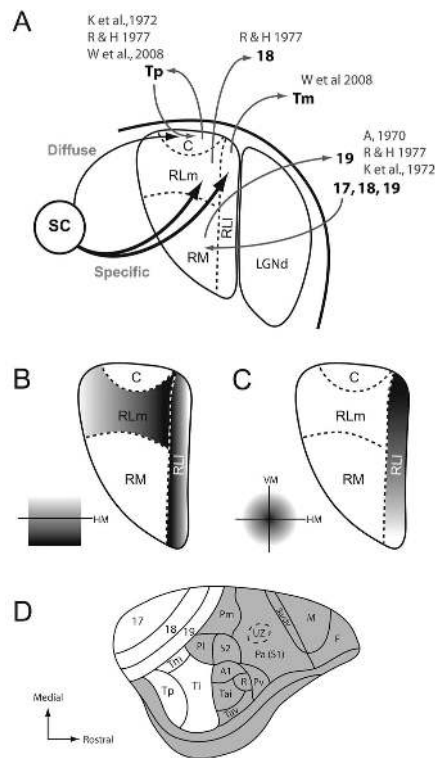 A
K et al.,1972
R & H 1977
W et al., 2008
Tp
R & H 1977
18
W et al 2008
Tm
Diffuse
C
RLm
A, 1970
R & H 1977
K et al., 1972
19
17, 18, 19
SC
RLl
RM
LGNd
Specific
B
C
RLm
RM
RLl
HM
C
C
RLm
RM
RLl
VM
HM
D
17
18
19
Pm
UZ
M
F
Pl
S2
Pa (S1)
Tm
A1
R
Pv
Tp
Ti
Tai
Tav
Medial
Rostral